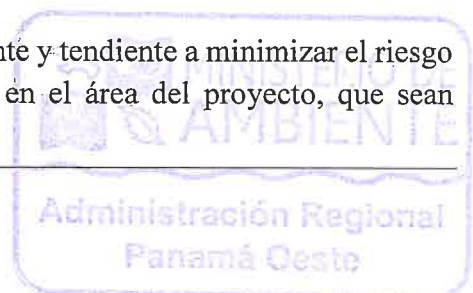 nte y tendiente a minimizar el riesgo
MINISTERIO DE
en el área del proyecto, que sean
AMBIENTE
Administración Regional
Panamá Oeste